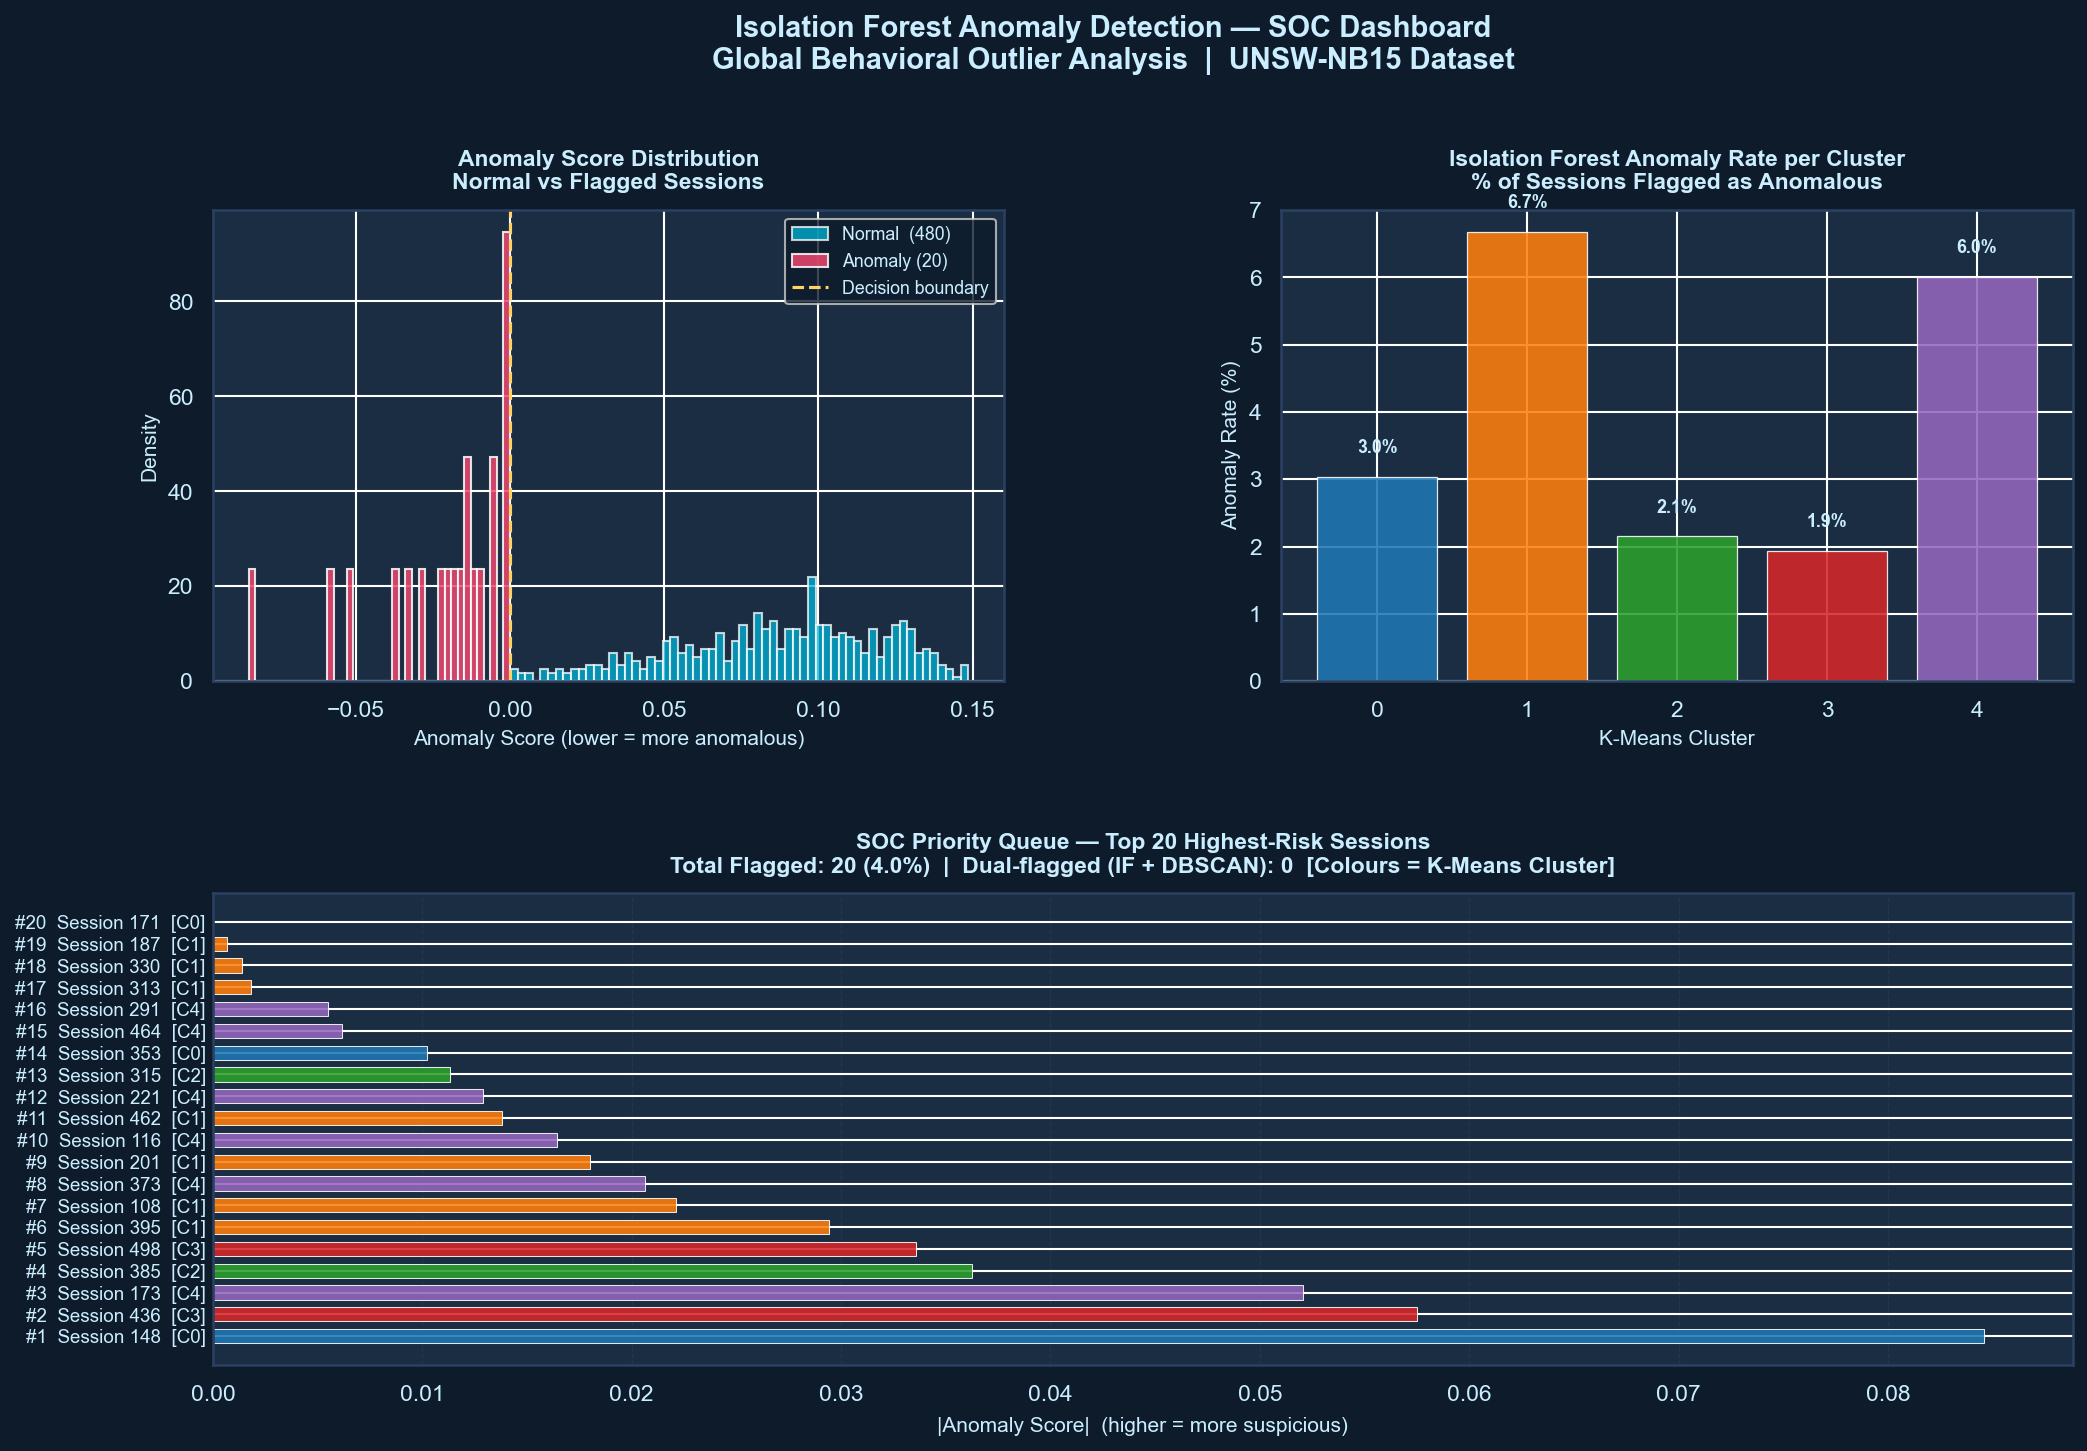 Isolation Forest Anomaly Detection — SOC Dashboard
Global Behavioral Outlier Analysis | UNSW-NB15 Dataset
Anomaly Score Distribution
Normal vs Flagged Sessions
Normal (480)
Anomaly (20)
Decision boundary
Density
80
60
40
20
0
−0.05
0.00
0.05
0.10
0.15
Anomaly Score (lower = more anomalous)
Isolation Forest Anomaly Rate per Cluster
% of Sessions Flagged as Anomalous
Anomaly Rate (%)
7
6
5
4
3
2
1
0
3.0%
6.7%
2.1%
1.9%
6.0%
0
1
2
3
4
K-Means Cluster
SOC Priority Queue — Top 20 Highest-Risk Sessions
Total Flagged: 20 (4.0%) | Dual-flagged (IF + DBSCAN): 0 [Colours = K-Means Cluster]
#20 Session 171 [C0]
#19 Session 187 [C1]
#18 Session 330 [C1]
#17 Session 313 [C1]
#16 Session 291 [C4]
#15 Session 464 [C4]
#14 Session 353 [C0]
#13 Session 315 [C2]
#12 Session 221 [C4]
#11 Session 462 [C1]
#10 Session 116 [C4]
#9 Session 201 [C1]
#8 Session 373 [C4]
#7 Session 108 [C1]
#6 Session 395 [C1]
#5 Session 498 [C3]
#4 Session 385 [C2]
#3 Session 173 [C4]
#2 Session 436 [C3]
#1 Session 148 [C0]
0.00
0.01
0.02
0.03
0.04
0.05
0.06
0.07
0.08
|Anomaly Score| (higher = more suspicious)